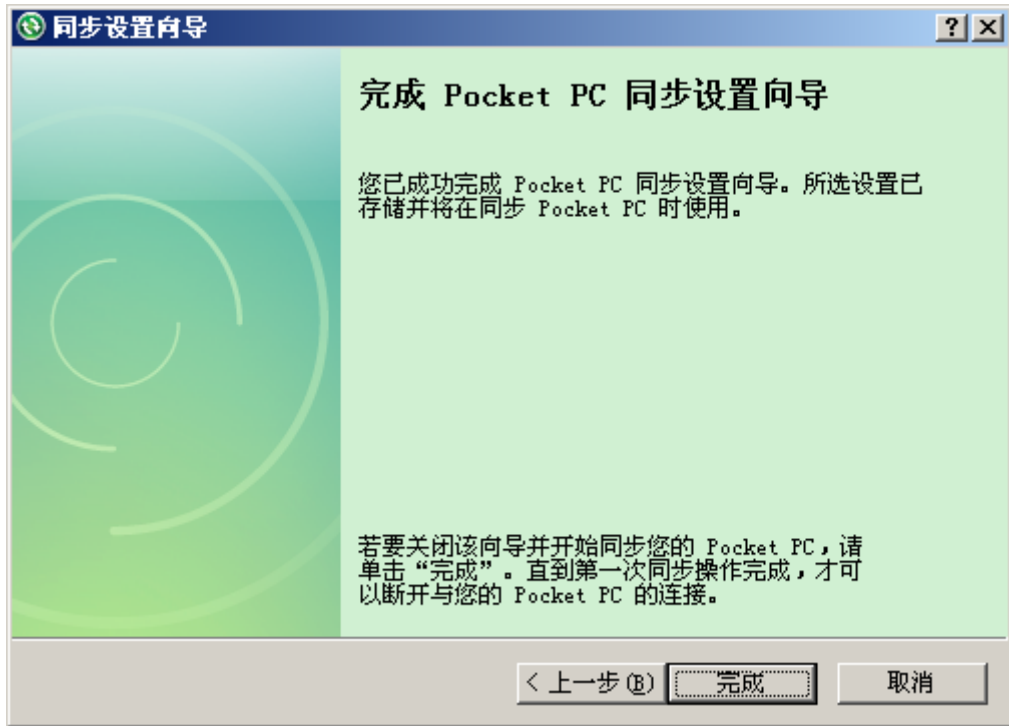 同步设置向导
完成 Pocket PC 同步设置向导
您已成功完成 Pocket PC 同步设置向导。所选设置已
存储并将在同步 Pocket PC 时使用。
若要关闭该向导并开始同步您的 Pocket PC，请
单击“完成”。直到第一次同步操作完成，才可
以断开与您的 Pocket PC 的连接。
< 上一步(B) 完成 取消